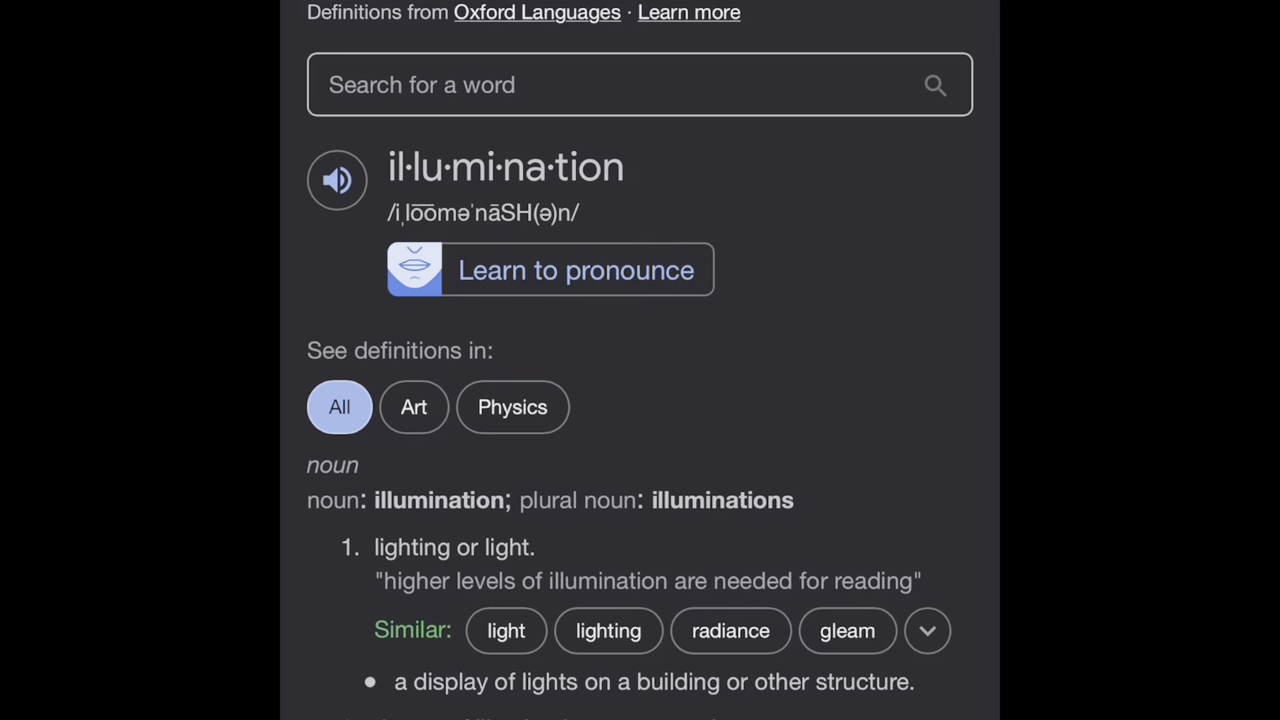 Definitions from Oxford Languages · Learn more
Search for a word
il·lu·mi·na·tion
/iˌlo͞oməˈnāSH(ə)n/
Learn to pronounce
See definitions in:
All Art Physics
noun
noun: illumination; plural noun: illuminations
1. lighting or light.
"higher levels of illumination are needed for reading"
Similar: light lighting radiance gleam
• a display of lights on a building or other structure.